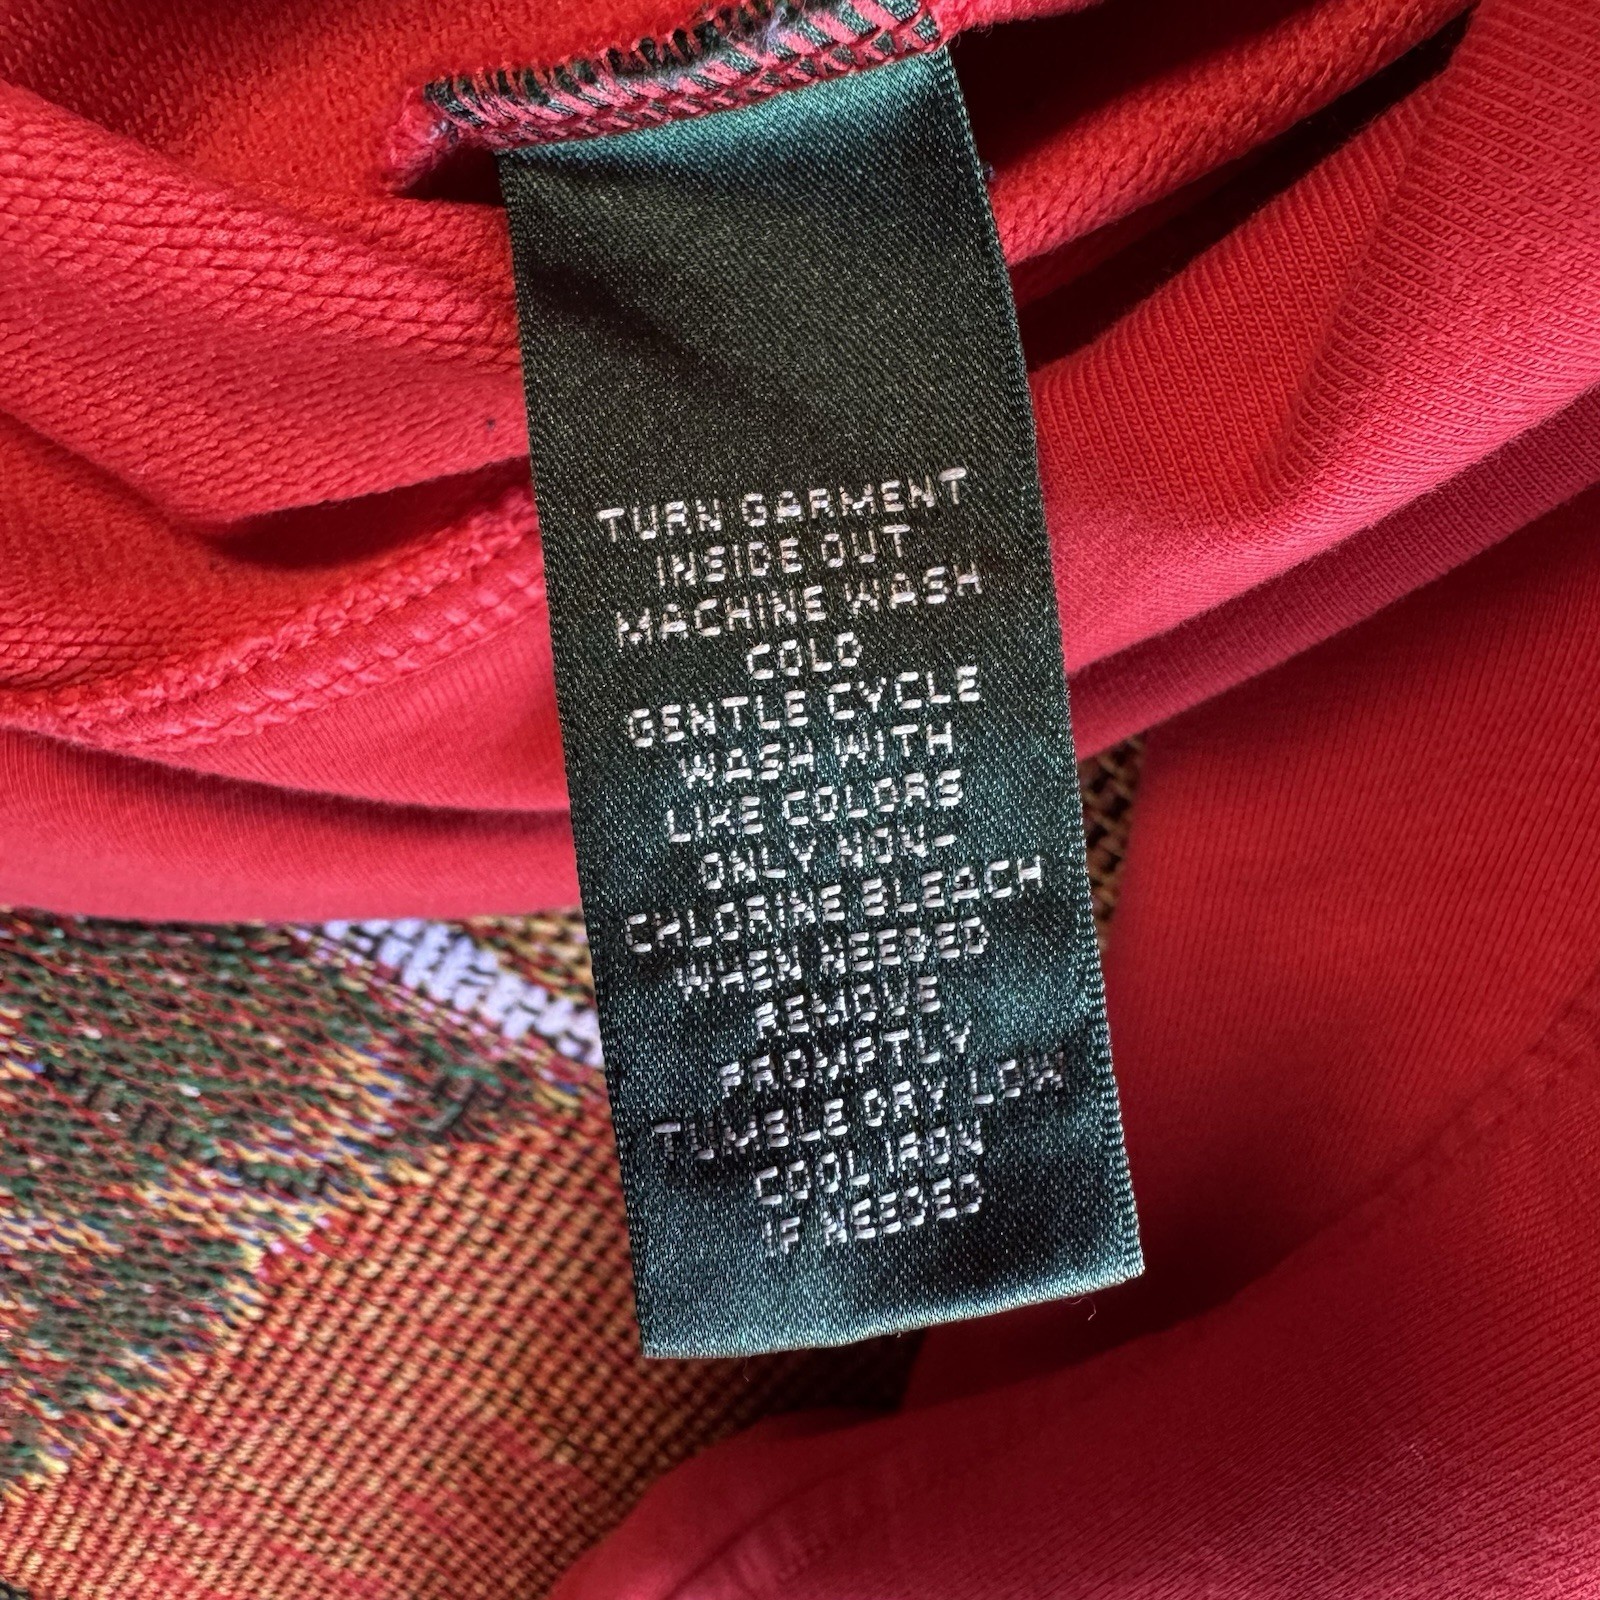 TURN GARMENT
INSIDE OUT
MACHINE WASH
COLD
GENTLE CYCLE
WASH WITH
LIKE COLORS
ONLY NON-
CHLORINE BLEACH
WHEN NEEDED
REMOVE
PROMPTLY
TUMBLE DRY LOW
COOL IRON
IF NEEDED